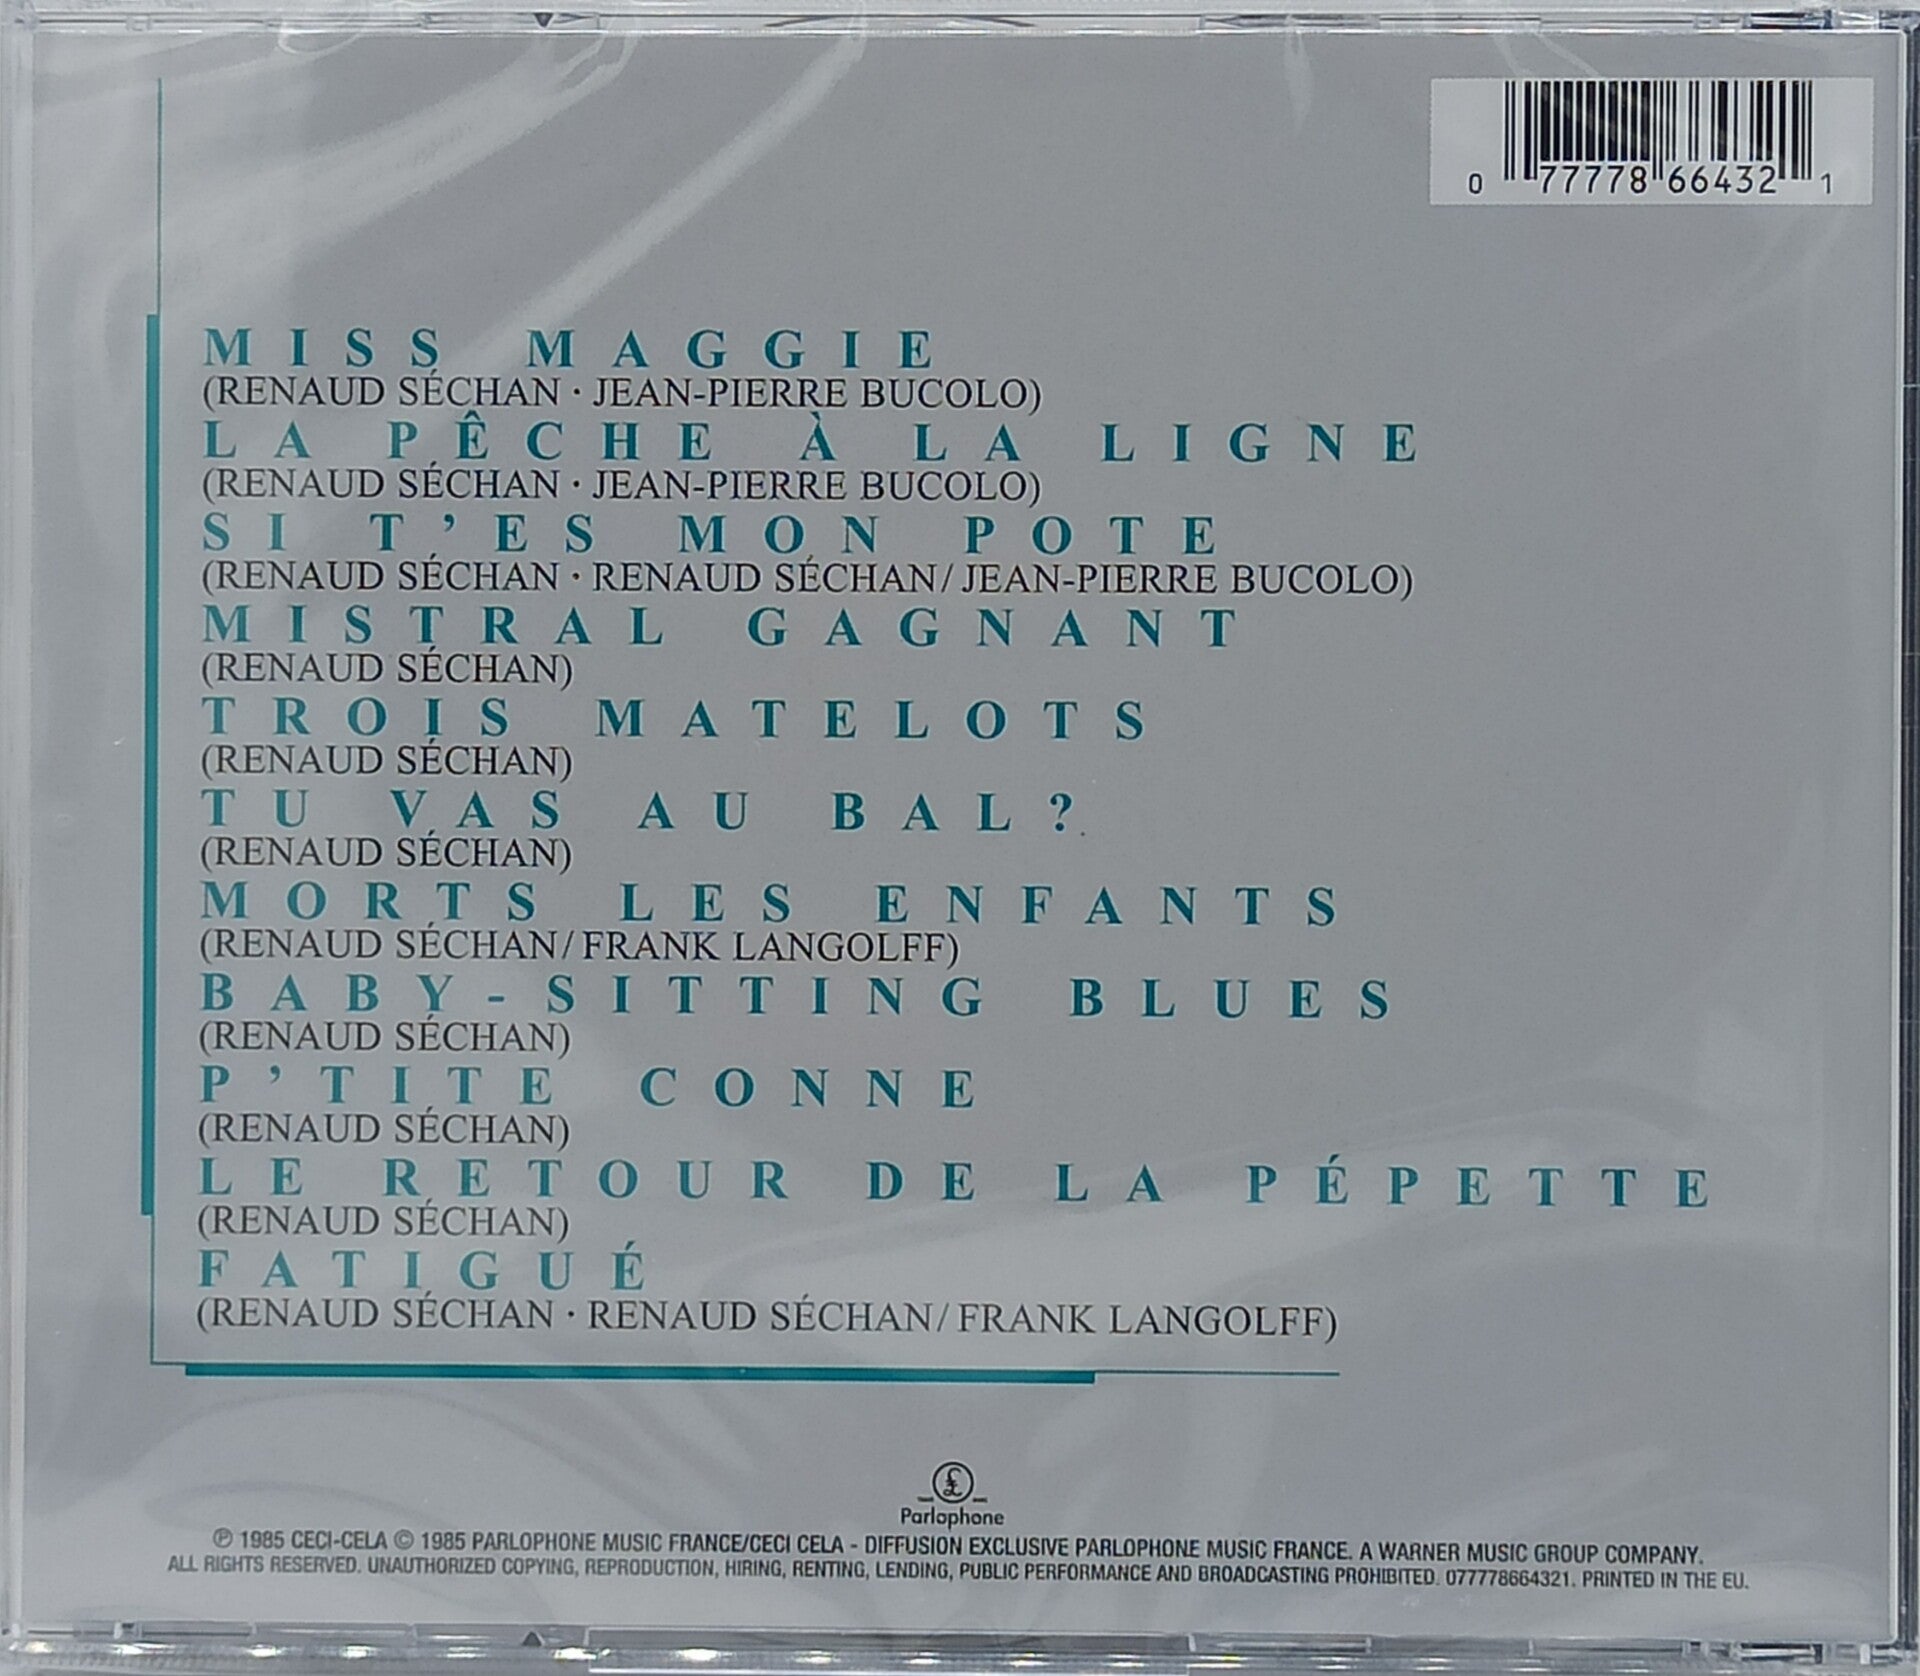 0 77778 66432 1
MISS MAGGIE
(RENAUD SÉCHAN · JEAN-PIERRE BUCOLO)
LA PÊCHE À LA LIGNE
(RENAUD SÉCHAN · JEAN-PIERRE BUCOLO)
SI T'ES MON POTE
(RENAUD SÉCHAN · RENAUD SÉCHAN/JEAN-PIERRE BUCOLO)
MISTRAL GAGNANT
(RENAUD SÉCHAN)
TROIS MATELOTS
(RENAUD SÉCHAN)
TU VAS AU BAL?
(RENAUD SÉCHAN)
MORTS LES ENFANTS
(RENAUD SÉCHAN/FRANK LANGOLFF)
BABY-SITTING BLUES
(RENAUD SÉCHAN)
P'TITE CONNE
(RENAUD SÉCHAN)
LE RETOUR DE LA PÉPETTE
(RENAUD SÉCHAN)
FATIGUÉ
(RENAUD SÉCHAN · RENAUD SÉCHAN/FRANK LANGOLFF)
£
Parlophone
℗ 1985 CECI-CELA © 1985 PARLOPHONE MUSIC FRANCE/CECI CELA - DIFFUSION EXCLUSIVE PARLOPHONE MUSIC FRANCE. A WARNER MUSIC GROUP COMPANY.
ALL RIGHTS RESERVED. UNAUTHORIZED COPYING, REPRODUCTION, HIRING, RENTING, LENDING, PUBLIC PERFORMANCE AND BROADCASTING PROHIBITED. 077778664321. PRINTED IN THE EU.